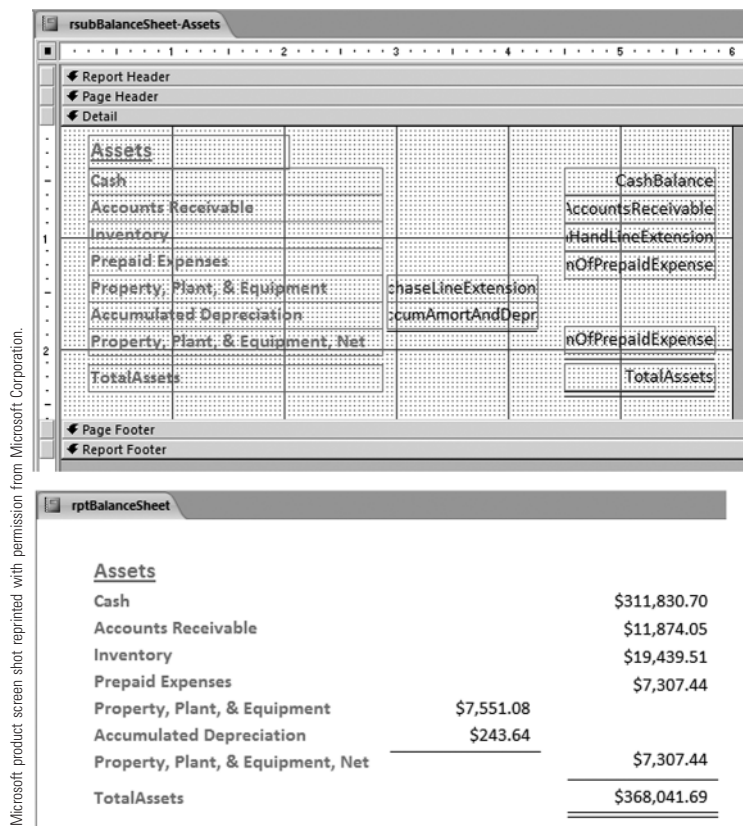 rsubBalanceSheet-Assets
1 2 3 4 5 6
Report Header
Page Header
Detail
Assets
Cash CashBalance
Accounts Receivable AccountsReceivable
Inventory HandLineExtension
1
Prepaid Expenses nOfPrepaidExpense
Property, Plant, & Equipment chaseLineExtension
Accumulated Depreciation cumAmortAndDepr
Property, Plant, & Equipment, Net nOfPrepaidExpense
2
TotalAssets TotalAssets
Page Footer
Report Footer
rptBalanceSheet
Assets
Cash $311,830.70
Accounts Receivable $11,874.05
Inventory $19,439.51
Prepaid Expenses $7,307.44
Property, Plant, & Equipment $7,551.08
Accumulated Depreciation $243.64
Property, Plant, & Equipment, Net $7,307.44
TotalAssets $368,041.69
Microsoft product screen shot reprinted with permission from Microsoft Corporation.